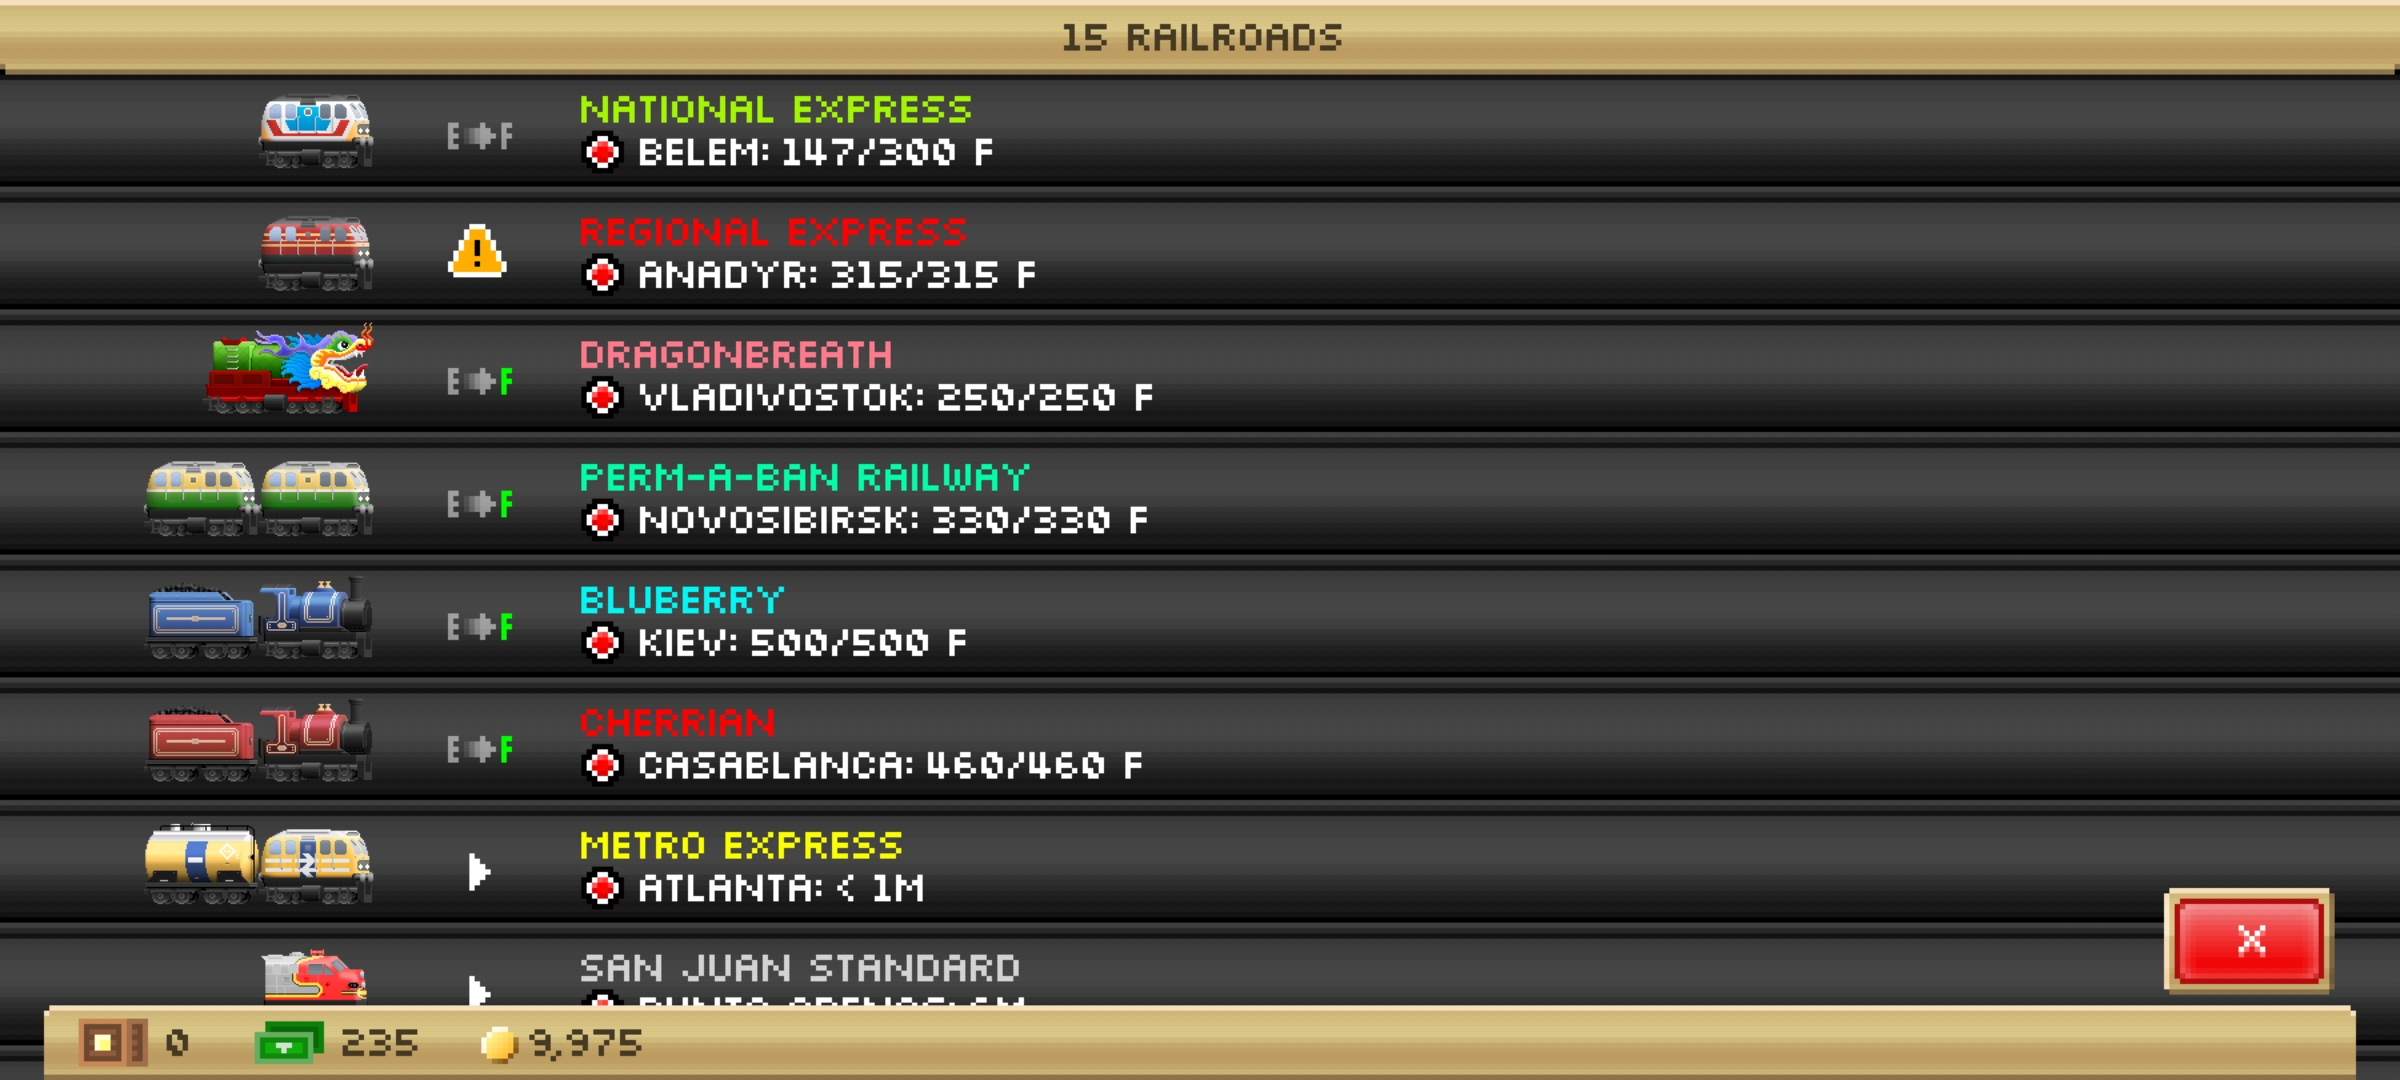 15 RAILROADS
E F
NATIONAL EXPRESS
BELEM: 147/300 F
!
REGIONAL EXPRESS
ANADYR: 315/315 F
E F
DRAGONBREATH
VLADIVOSTOK: 250/250 F
E F
PERM-A-BAN RAILWAY
NOVOSIBIRSK: 330/330 F
E F
BLUBERRY
KIEV: 500/500 F
E F
CHERRIAN
CASABLANCA: 460/460 F
METRO EXPRESS
ATLANTA: < 1M
SAN JUAN STANDARD
X
0 235 9,975